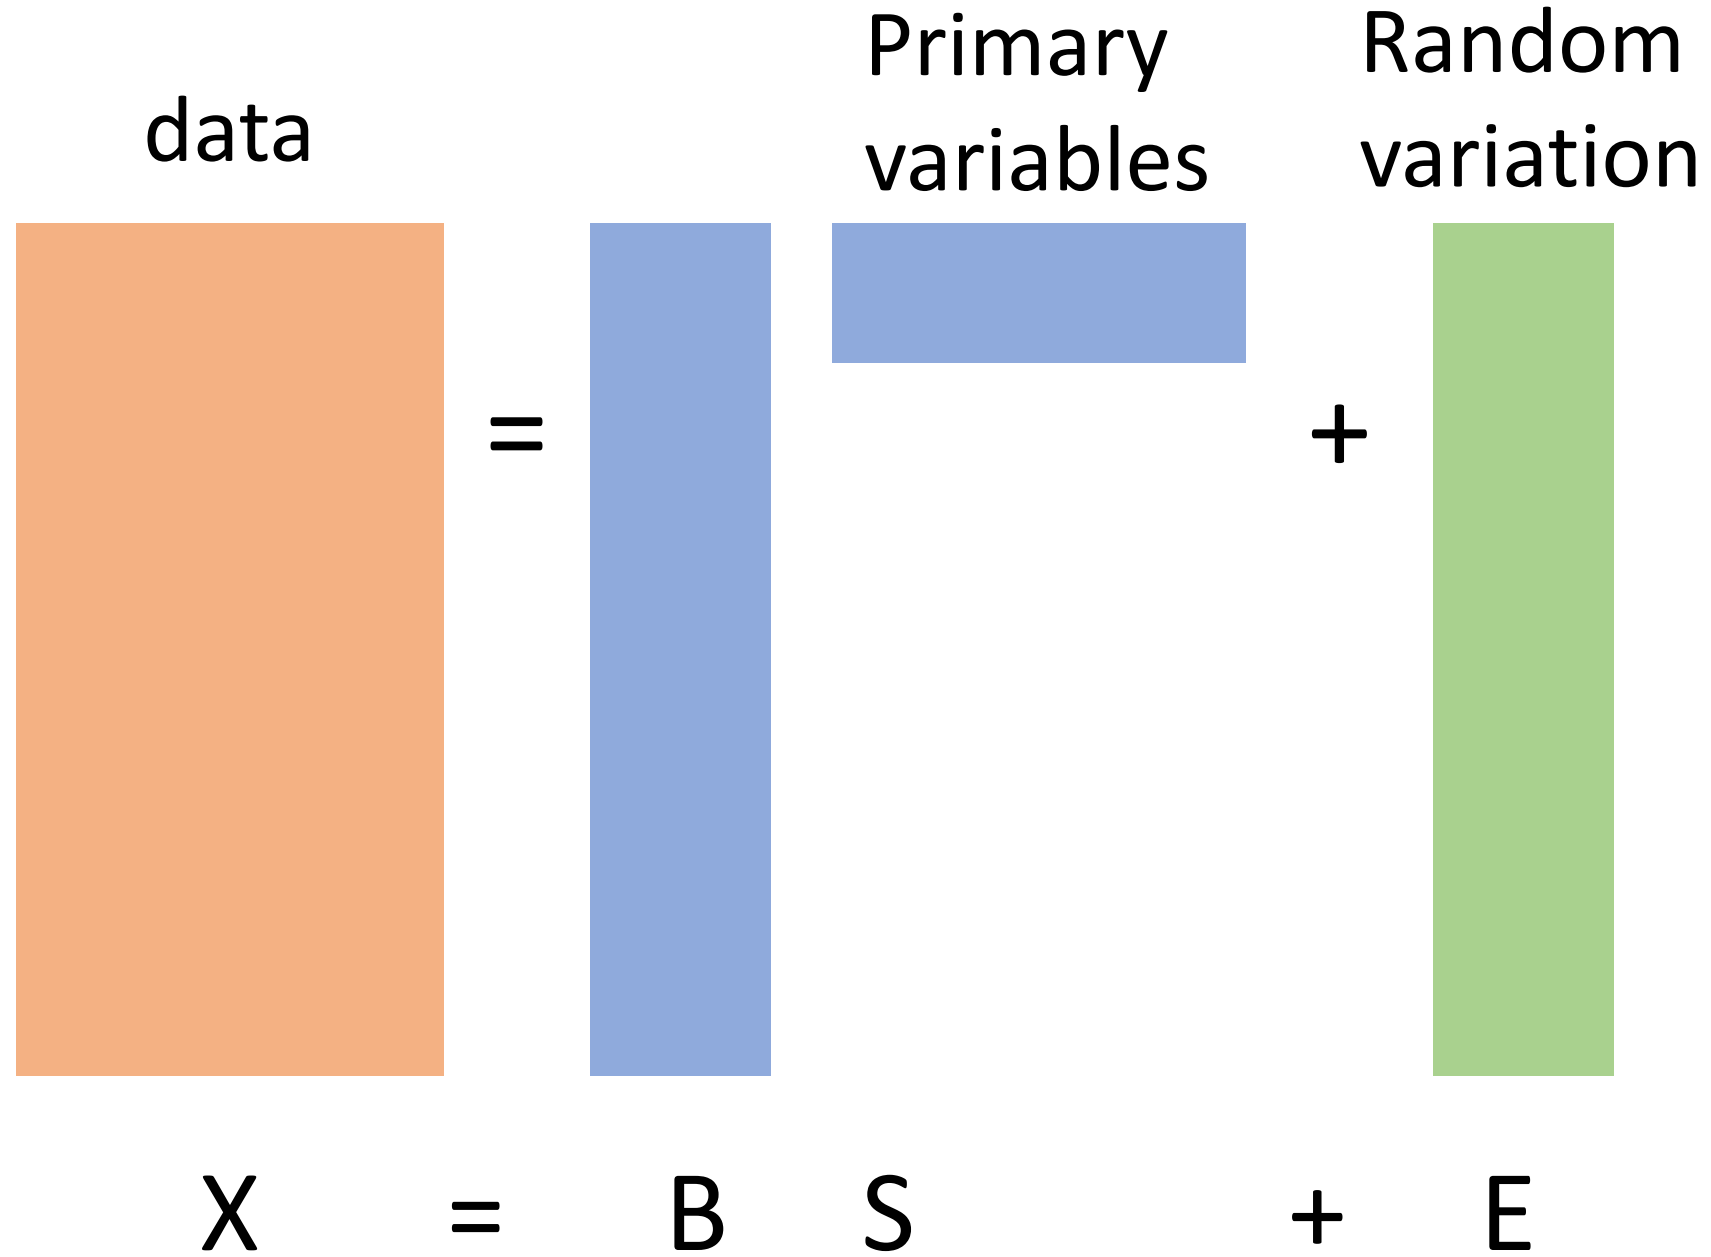 data
Primary
variables
Random
variation
=
+
X = B S + E